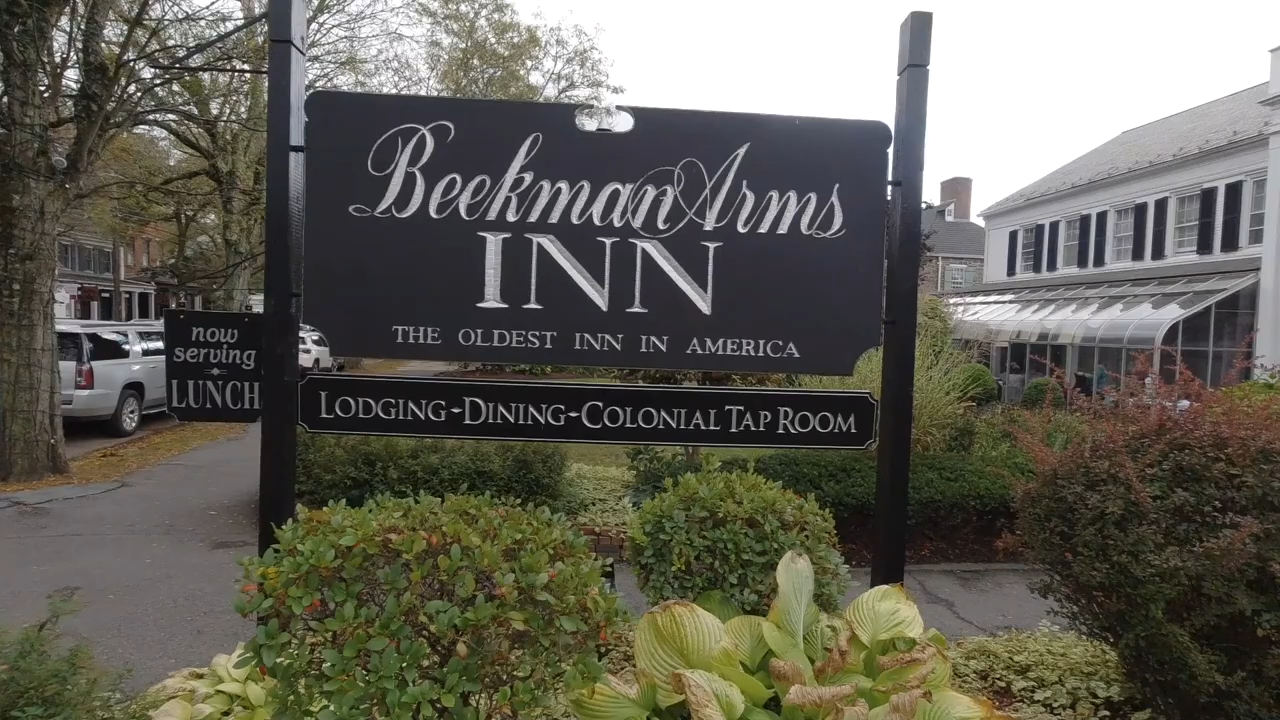 Beekman Arms
INN
THE OLDEST INN IN AMERICA
now
serving
LUNCH
LODGING-DINING-COLONIAL TAP ROOM